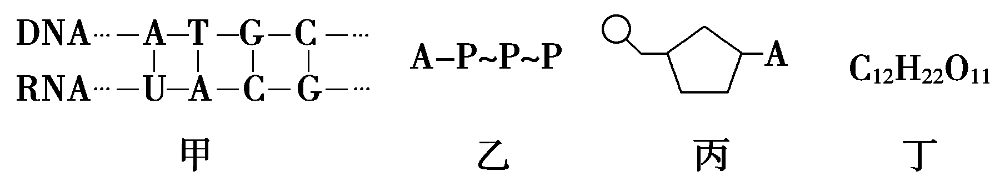 DNA…—A—T—G—C—…
RNA…—U—A—C—G—…
A—P~P~P
A
C₁₂H₂₂O₁₁
甲 乙 丙 丁